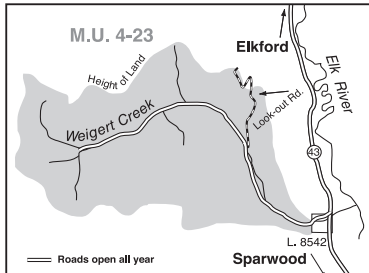 M.U. 4-23
Elkford
Height of Land
Elk River
Look-out Rd.
Weigert Creek
43
L. 8542
Sparwood
Roads open all year